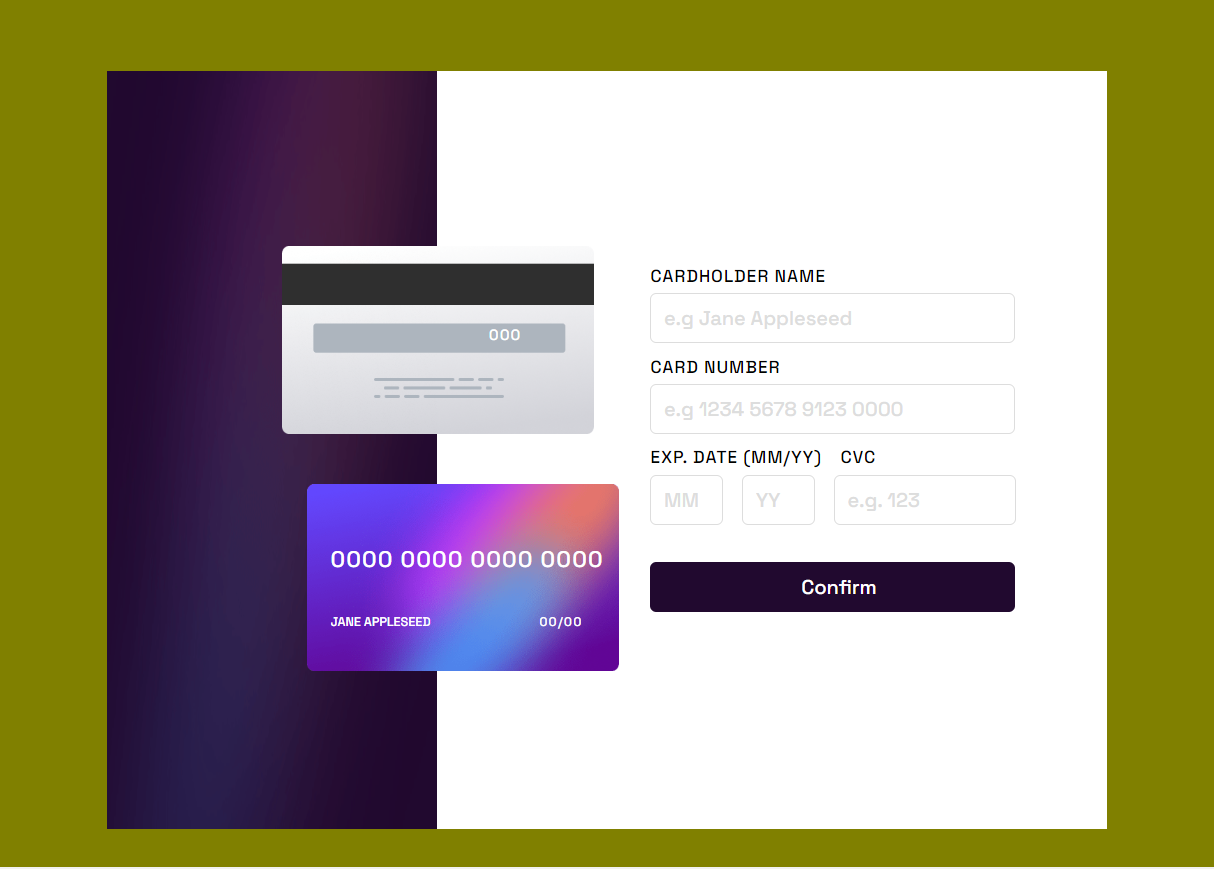 000
0000 0000 0000 0000
JANE APPLESEED 00/00
CARDHOLDER NAME
e.g Jane Appleseed
CARD NUMBER
e.g 1234 5678 9123 0000
EXP. DATE (MM/YY) CVC
MM YY e.g. 123
Confirm